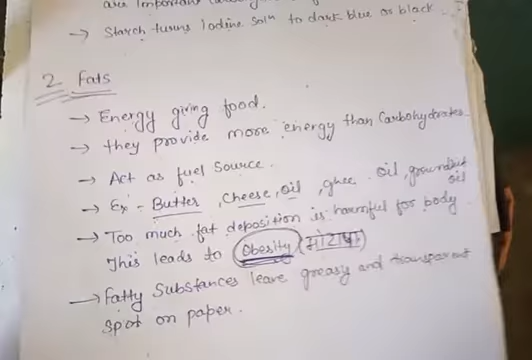 are important
→ Starch turns Iodine solⁿ to dark blue or black.
2 Fats
→ Energy giving food.
→ they provide more energy than Carbohydrates.
→ Act as fuel source.
→ Ex - Butter, cheese, oil, ghee oil, groundnut oil
→ Too much fat deposition is harmful for body
This leads to Obesity (मोटापा)
→ Fatty Substances leave greasy and transparent
spot on paper.